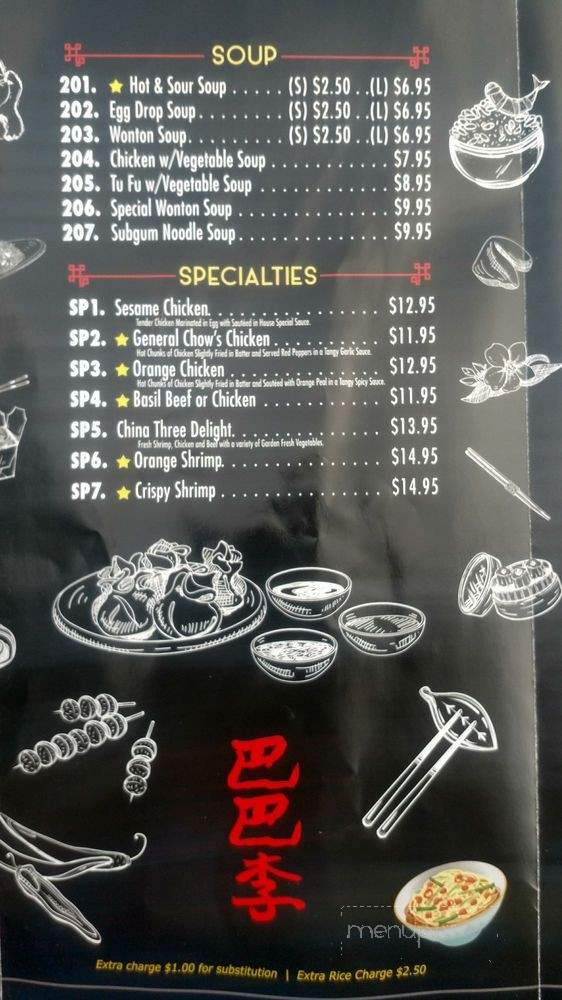 SOUP
201. ★ Hot & Sour Soup . . . . . . (S) $2.50 . .(L) $6.95
202. Egg Drop Soup. . . . . . . . . (S) $2.50 . .(L) $6.95
203. Wonton Soup. . . . . . . . . . (S) $2.50 . .(L) $6.95
204. Chicken w/Vegetable Soup . . . . . . . . . . . . $7.95
205. Tu Fu w/Vegetable Soup . . . . . . . . . . . . . $8.95
206. Special Wonton Soup . . . . . . . . . . . . . . . $9.95
207. Subgum Noodle Soup. . . . . . . . . . . . . . . $9.95
SPECIALTIES
SP1. Sesame Chicken. . . . . . . . . . . . . . . . . . $12.95
Tender Chicken Marinated in Egg with Sautéed in House Special Sauce.
SP2. ★ General Chow's Chicken . . . . . . . . . . . $11.95
Hot Chunks of Chicken Slightly Fried in Batter and Served Red Peppers in a Tangy Garlic Sauce.
SP3. ★ Orange Chicken . . . . . . . . . . . . . . . . $12.95
Hot Chunks of Chicken Slightly Fried in Batter and Sautéed with Orange Peal in a Tangy Spicy Sauce.
SP4. ★ Basil Beef or Chicken . . . . . . . . . . . . . $11.95
SP5. China Three Delight. . . . . . . . . . . . . . . . $13.95
Fresh Shrimp, Chicken and Beef with a variety of Garden Fresh Vegetables.
SP6. ★ Orange Shrimp. . . . . . . . . . . . . . . . . $14.95
SP7. ★ Crispy Shrimp . . . . . . . . . . . . . . . . . $14.95
巴巴李
Extra charge $1.00 for substitution | Extra Rice Charge $2.50